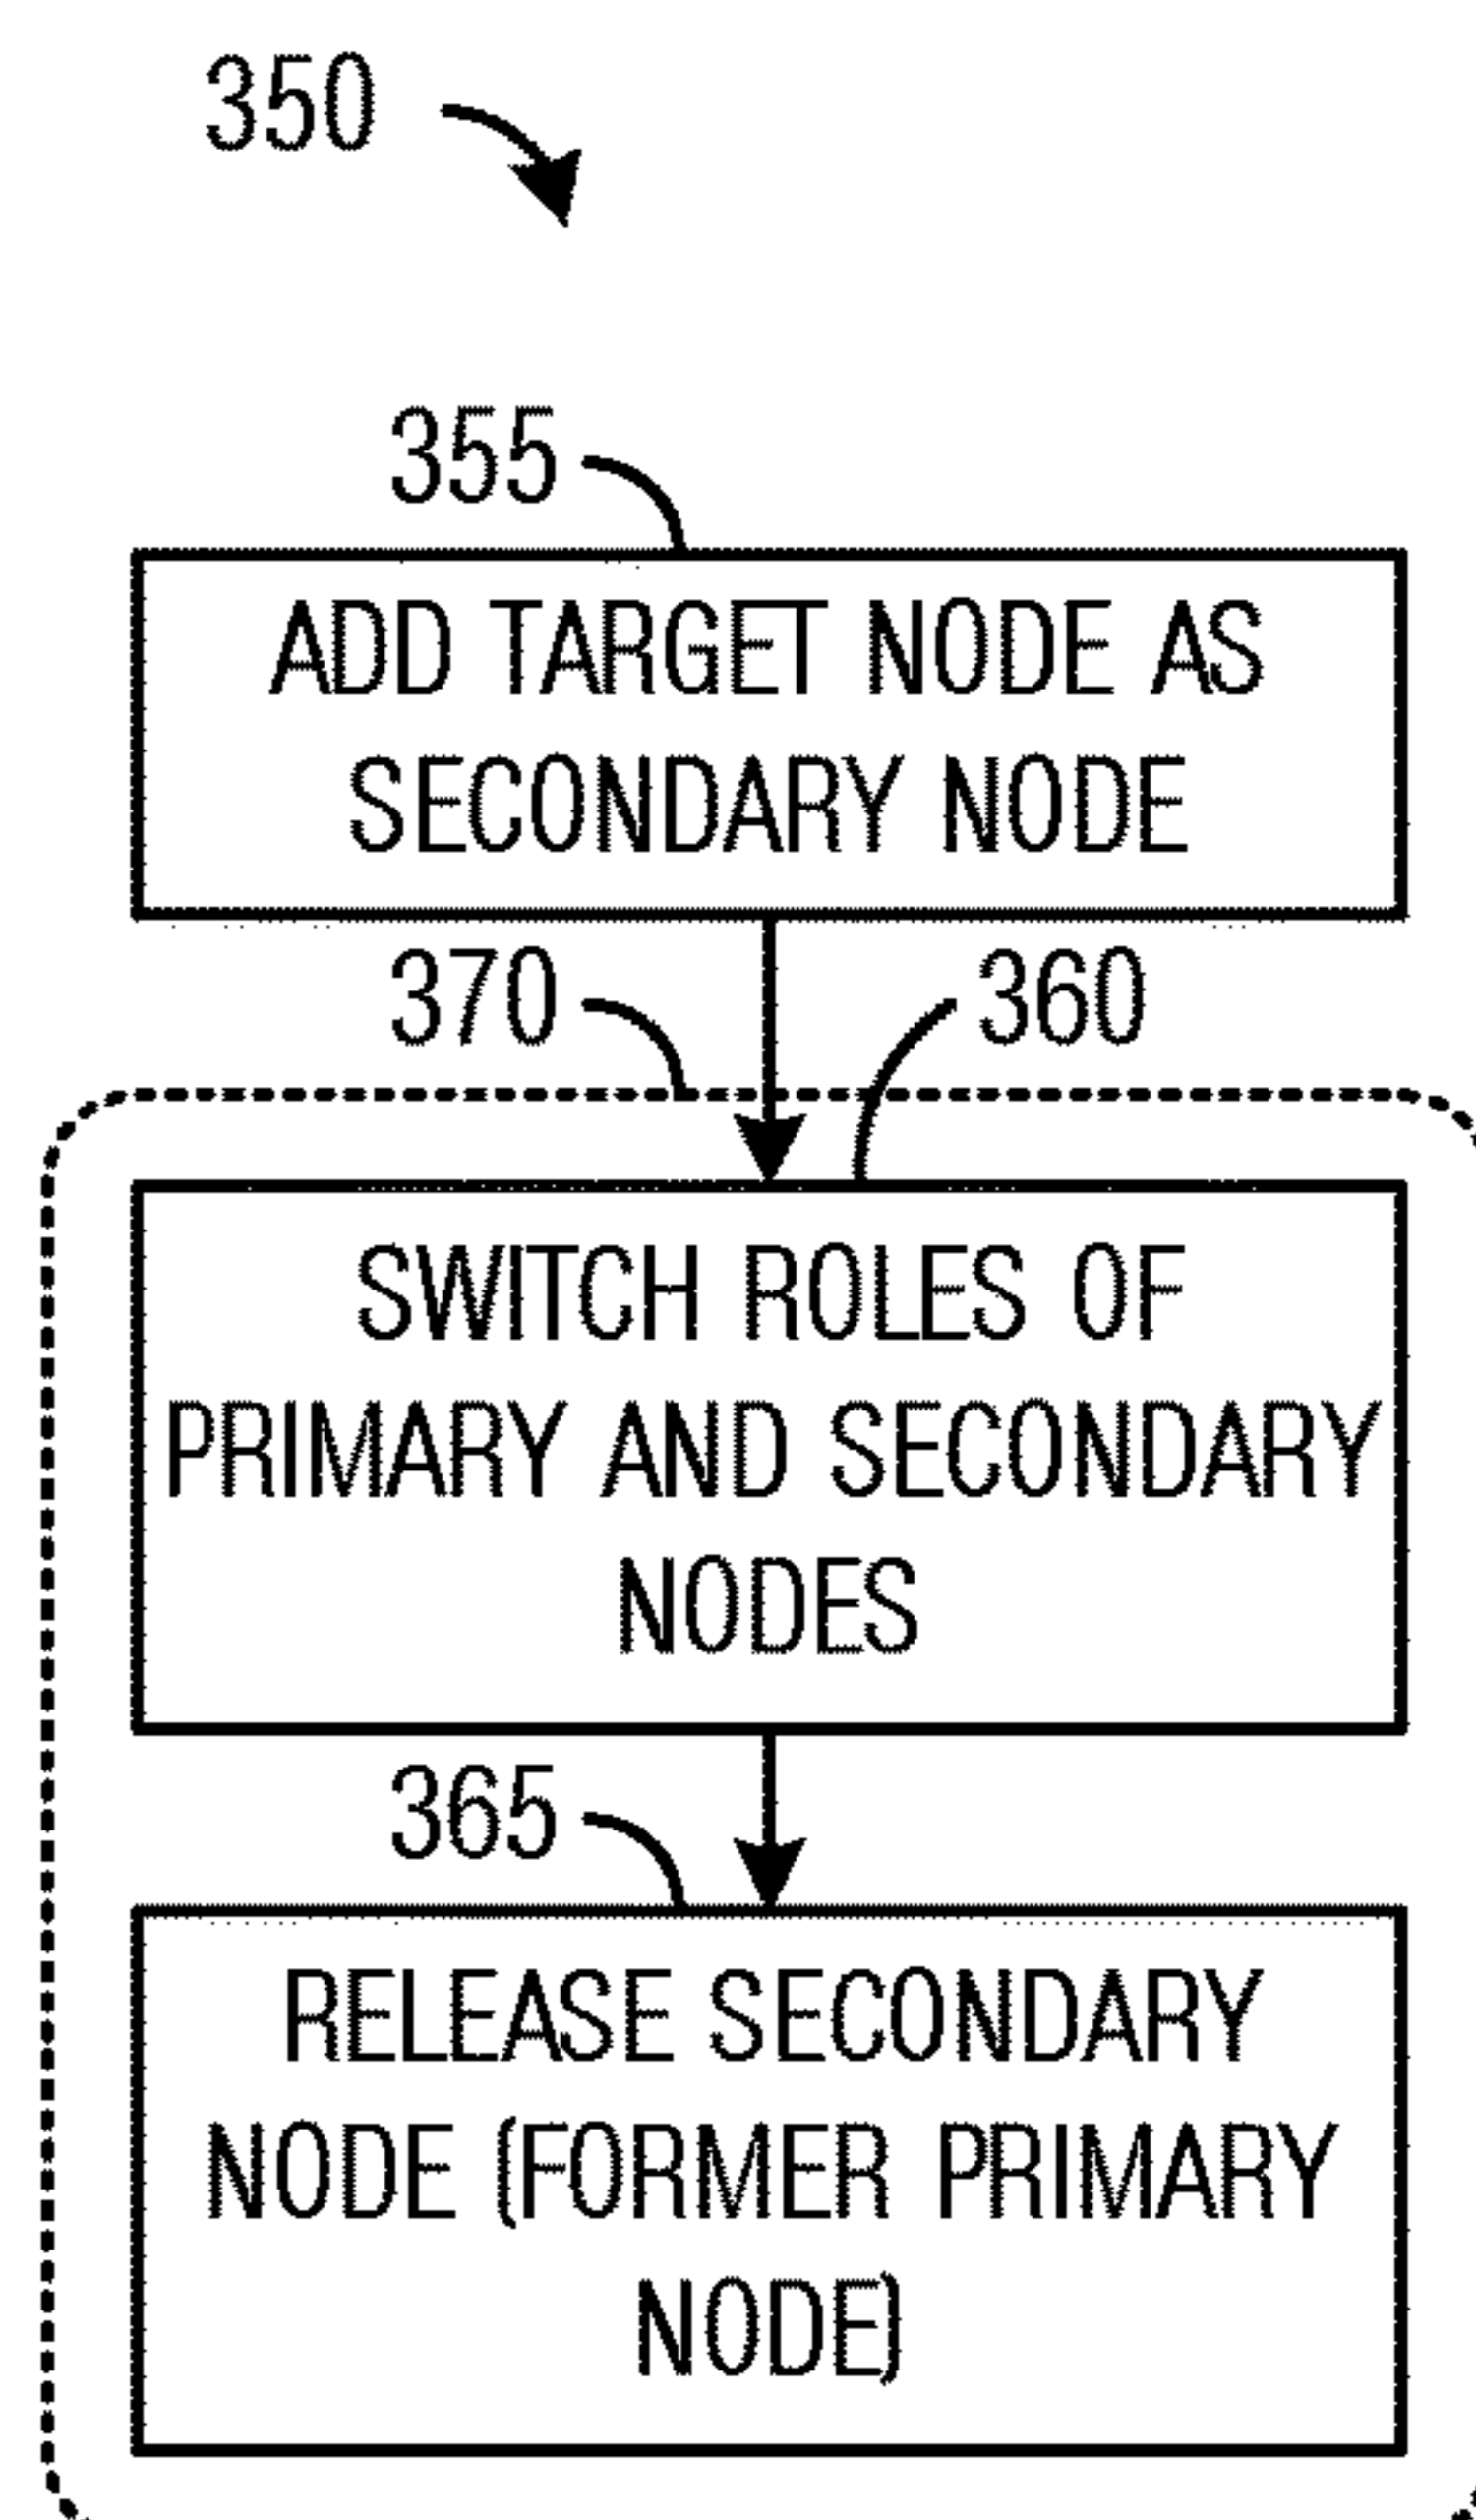 350
355
ADD TARGET NODE AS
SECONDARY NODE
370
360
SWITCH ROLES OF
PRIMARY AND SECONDARY
NODES
365
RELEASE SECONDARY
NODE (FORMER PRIMARY
NODE)